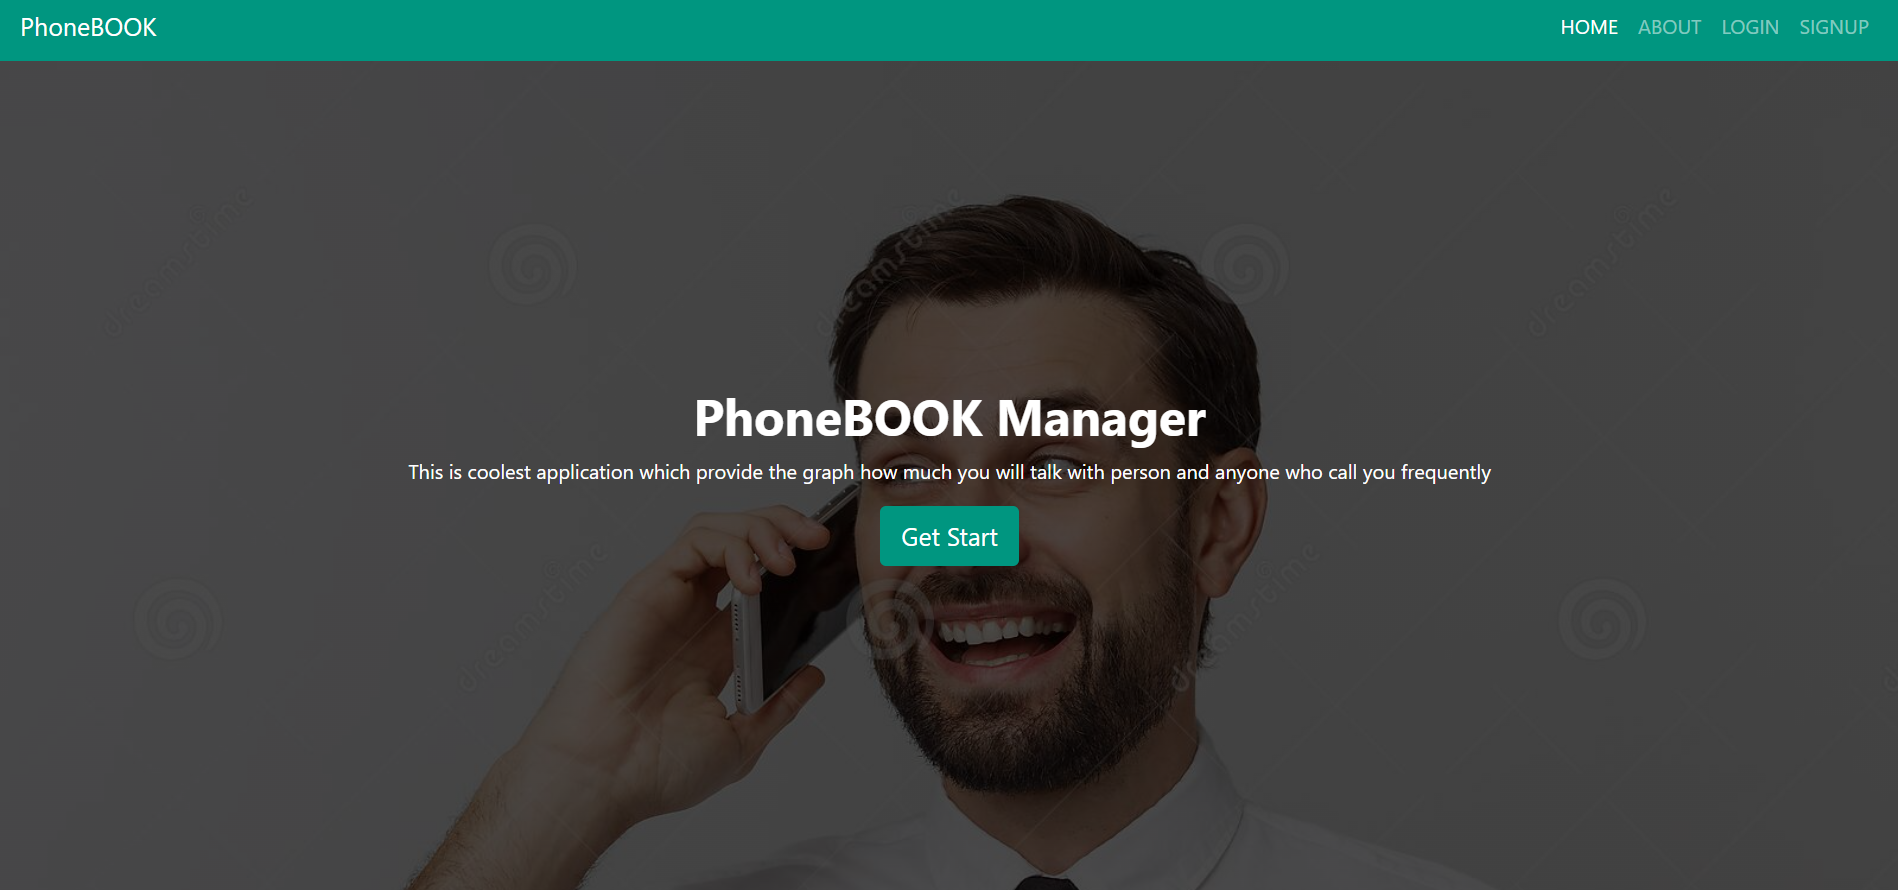 PhoneBOOK
HOME ABOUT LOGIN SIGNUP
dreamstime
dreamstime
dreamstime
PhoneBOOK Manager
This is coolest application which provide the graph how much you will talk with person and anyone who call you frequently
Get Start
dreamstime
dreamstime